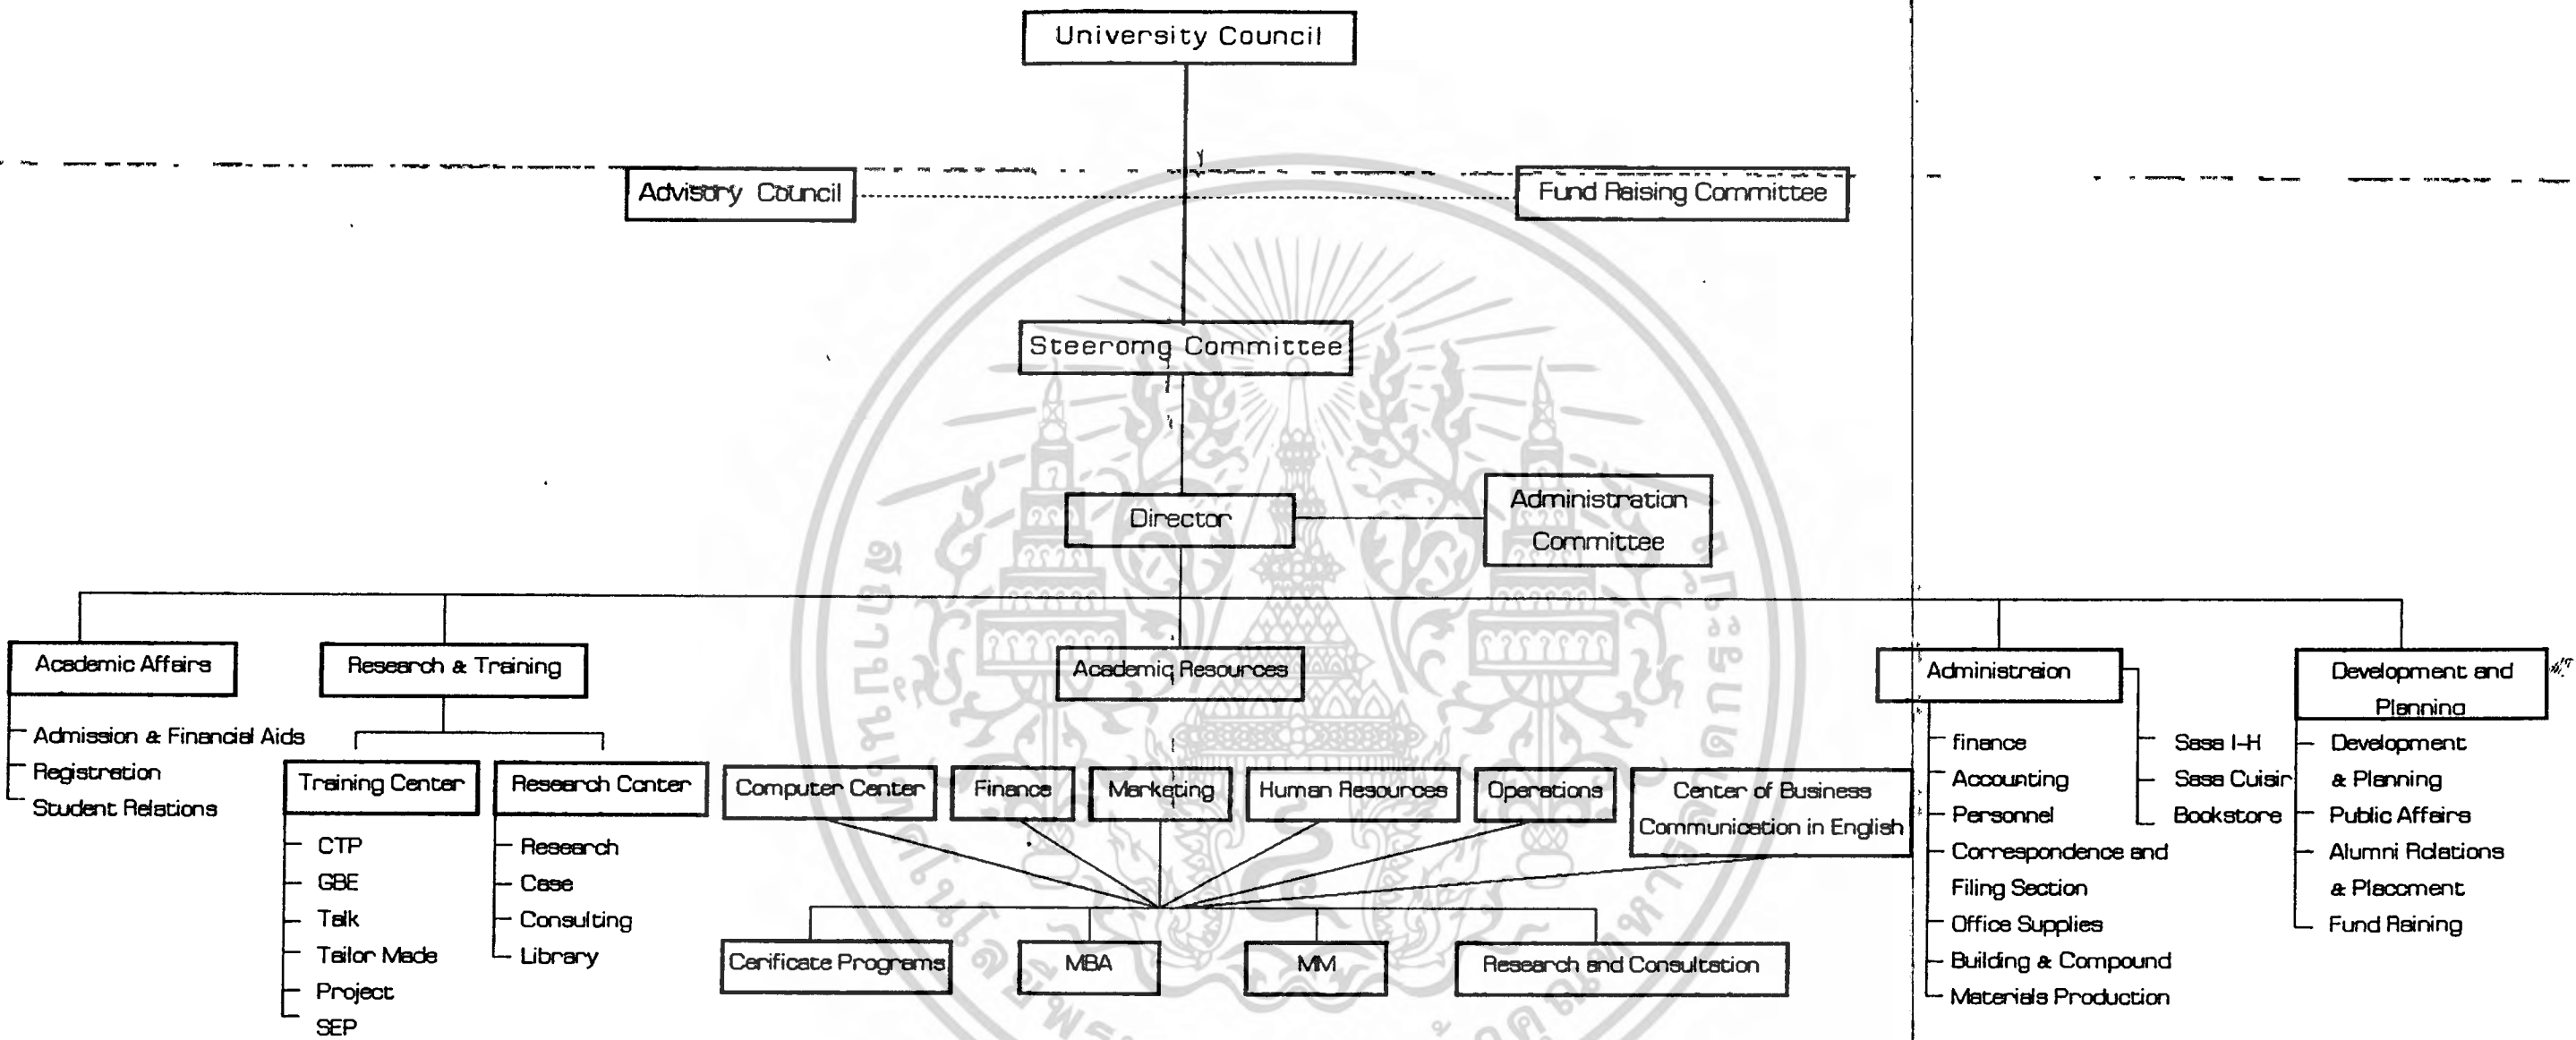 University Council
Advisory Council
Fund Raising Committee
Steeromg Committee
Director
Administration
Committee
Academic Affairs
Admission & Financial Aids
Registration
Student Relations
Research & Training
Training Center
CTP
GBE
Talk
Tailor Made
Project
SEP
Research Center
Research
Case
Consulting
Library
Academic Resources
Computer Center
Finance
Marketing
Human Resources
Operations
Center of Business
Communication in English
Cerificate Programs
MBA
MM
Research and Consultation
Administraion
finance
Accounting
Personnel
Correspondence and
Filing Section
Office Supplies
Building & Compound
Materials Production
Sasa I-H
Sasa Cuisir
Bookstore
Development and
Planning
Development
& Planning
Public Affairs
Alumni Relations
& Placement
Fund Raining